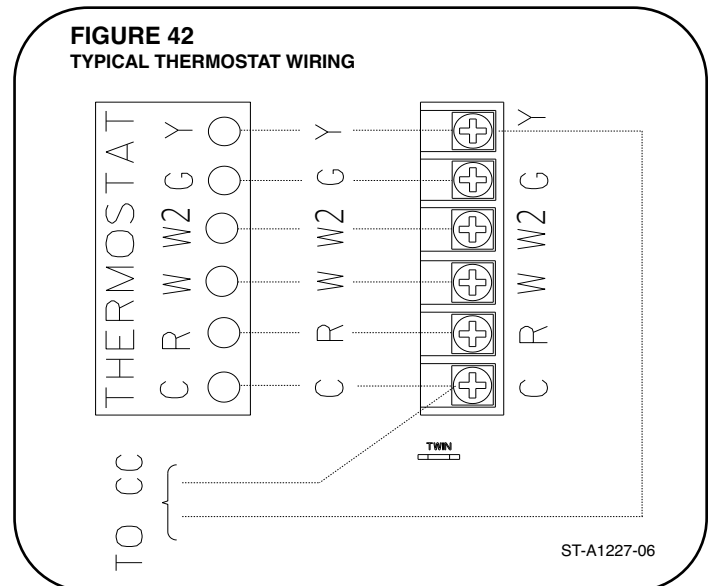 FIGURE 42
TYPICAL THERMOSTAT WIRING
THERMOSTAT
Y Y Y
G G G
W2 W2 W2
W W W
R R R
C C C
TWIN
TO CC
ST-A1227-06